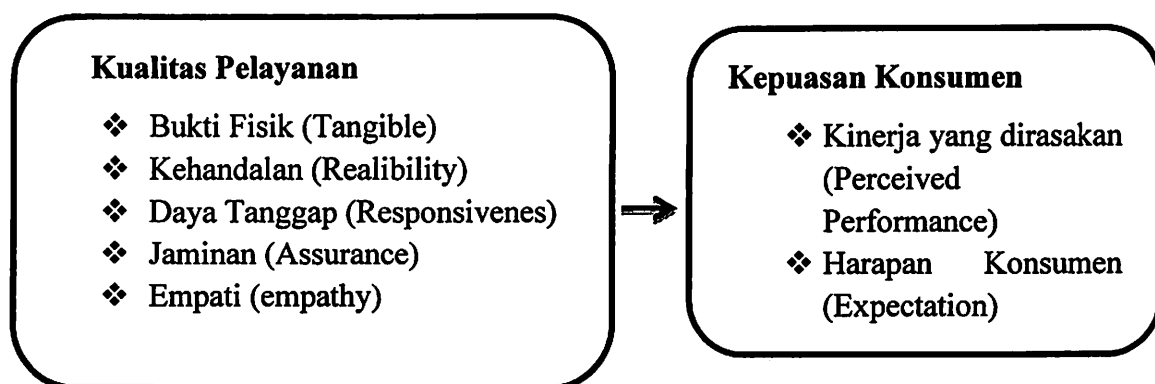 Kualitas Pelayanan
❖ Bukti Fisik (Tangible)
❖ Kehandalan (Realibility)
❖ Daya Tanggap (Responsivenes)
❖ Jaminan (Assurance)
❖ Empati (empathy)
Kepuasan Konsumen
❖ Kinerja yang dirasakan
(Perceived
Performance)
❖ Harapan Konsumen
(Expectation)